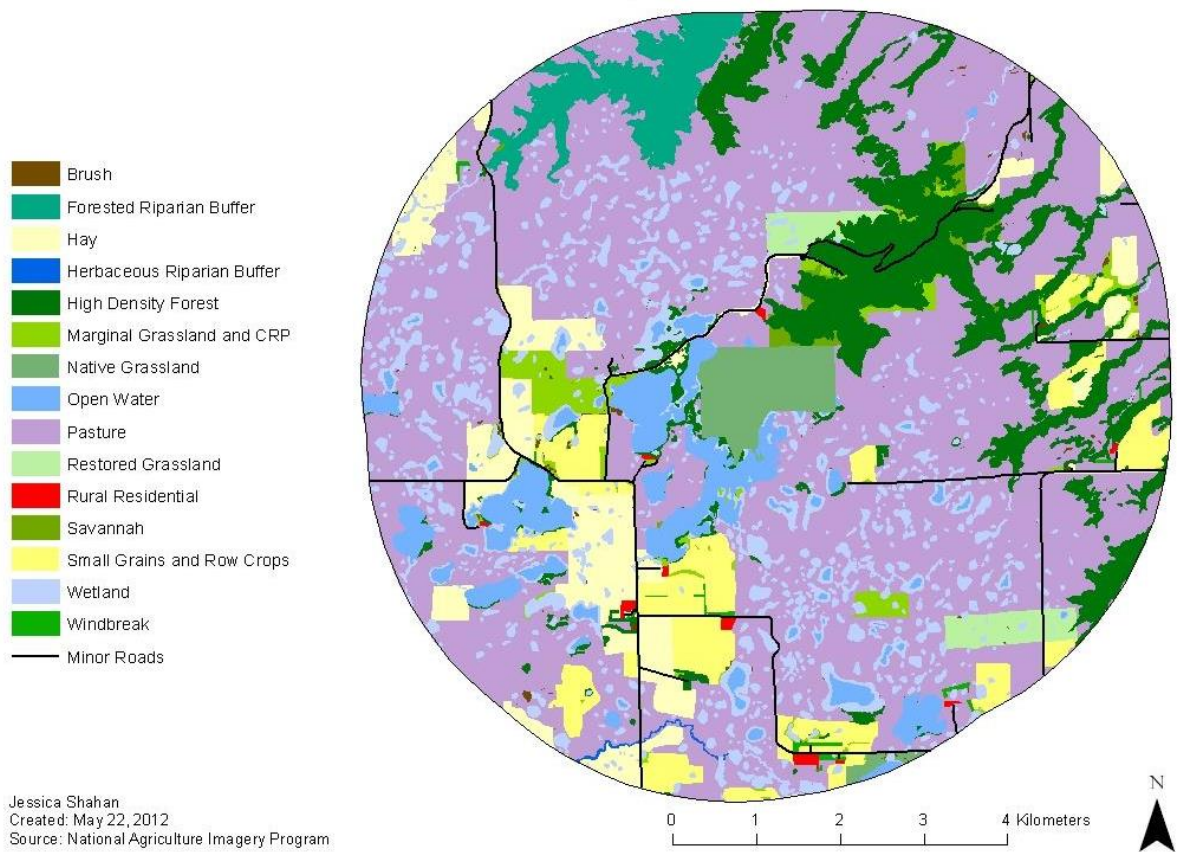 Brush
Forested Riparian Buffer
Hay
Herbaceous Riparian Buffer
High Density Forest
Marginal Grassland and CRP
Native Grassland
Open Water
Pasture
Restored Grassland
Rural Residential
Savannah
Small Grains and Row Crops
Wetland
Windbreak
Minor Roads
Jessica Shahan
Created: May 22, 2012
Source: National Agriculture Imagery Program
0 1 2 3 4 Kilometers
N